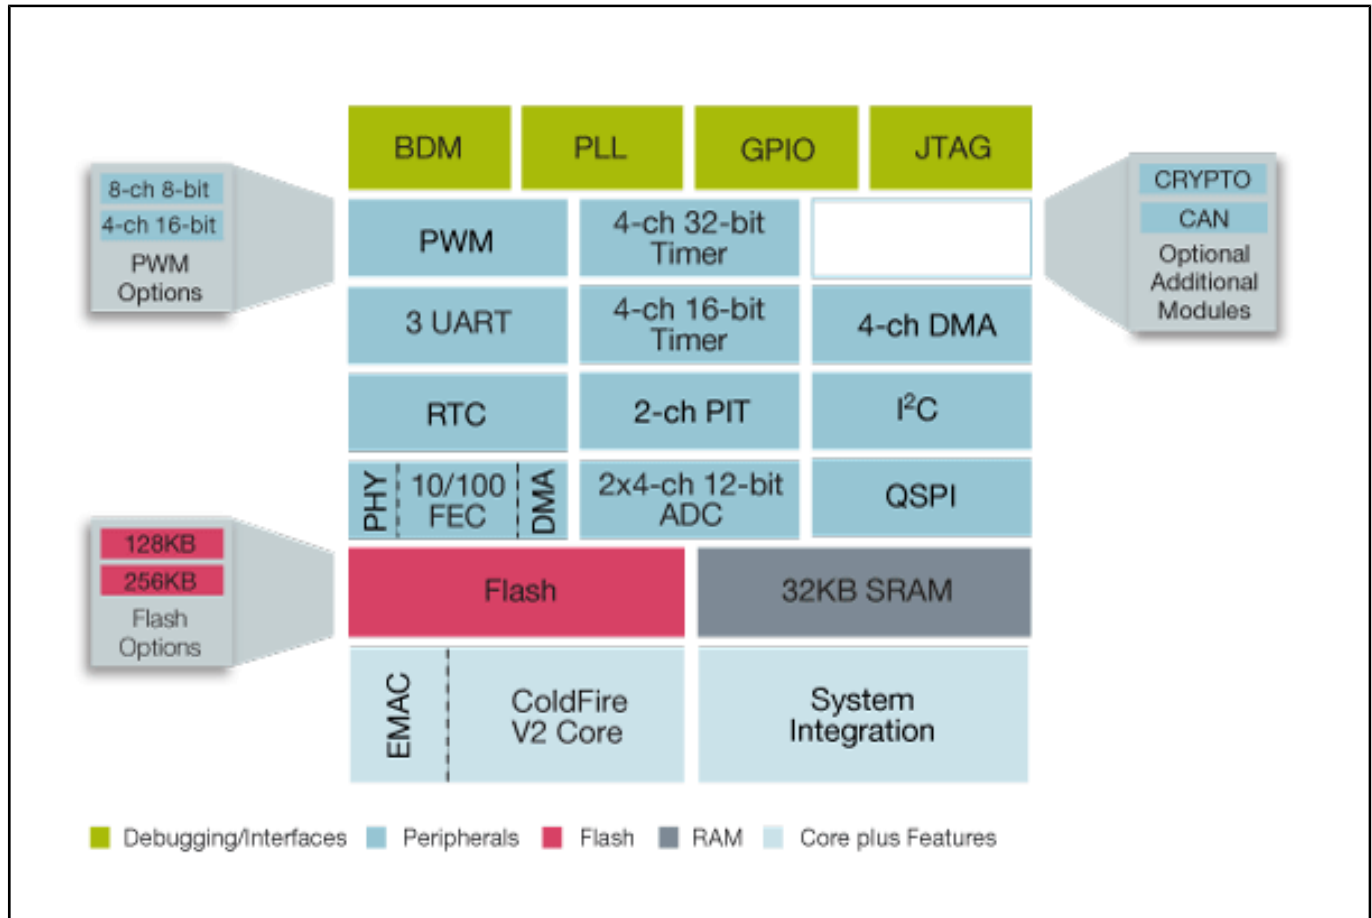 BDM
PLL
GPIO
JTAG
8-ch 8-bit
4-ch 16-bit
PWM
Options
PWM
4-ch 32-bit
Timer
CRYPTO
CAN
Optional
Additional
Modules
3 UART
4-ch 16-bit
Timer
4-ch DMA
RTC
2-ch PIT
I²C
PHY
10/100
FEC
DMA
2x4-ch 12-bit
ADC
QSPI
128KB
256KB
Flash
Options
Flash
32KB SRAM
EMAC
ColdFire
V2 Core
System
Integration
Debugging/Interfaces
Peripherals
Flash
RAM
Core plus Features